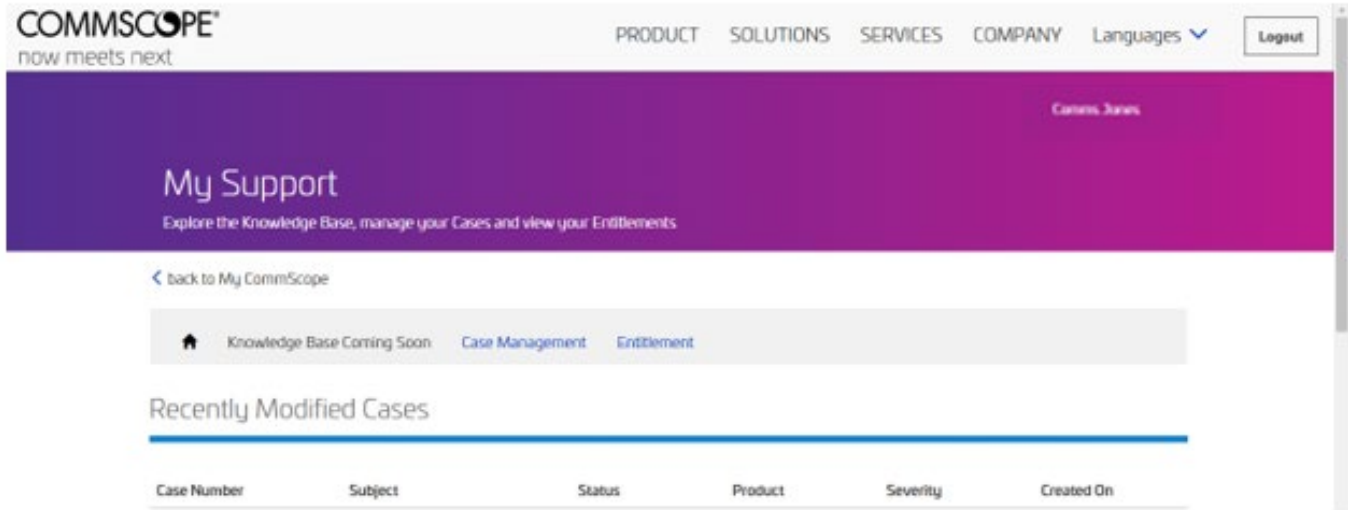 COMMSCOPE®
now meets next
PRODUCT SOLUTIONS SERVICES COMPANY Languages Logout
Comms Jones
My Support
Explore the Knowledge Base, manage your Cases and view your Entitlements
back to My CommScope
Knowledge Base Coming Soon Case Management Entitlement
Recently Modified Cases
Case Number Subject Status Product Severity Created On